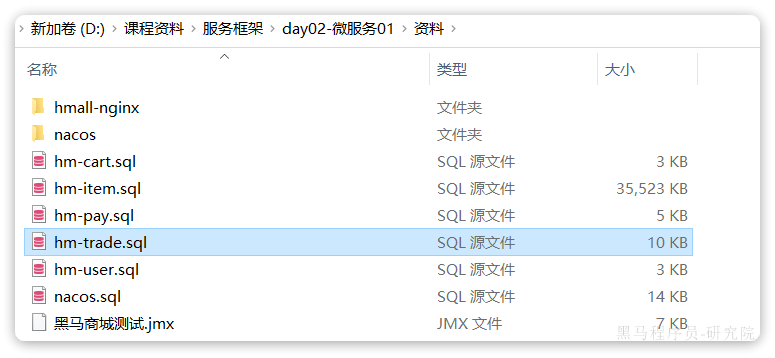 新加卷 (D:) › 课程资料 › 服务框架 › day02-微服务01 › 资料 ›
名称 类型 大小
hmall-nginx 文件夹
nacos 文件夹
hm-cart.sql SQL 源文件 3 KB
hm-item.sql SQL 源文件 35,523 KB
hm-pay.sql SQL 源文件 5 KB
hm-trade.sql SQL 源文件 10 KB
hm-user.sql SQL 源文件 3 KB
nacos.sql SQL 源文件 14 KB
黑马商城测试.jmx JMX 文件 7 KB
黑马程序员-研究院